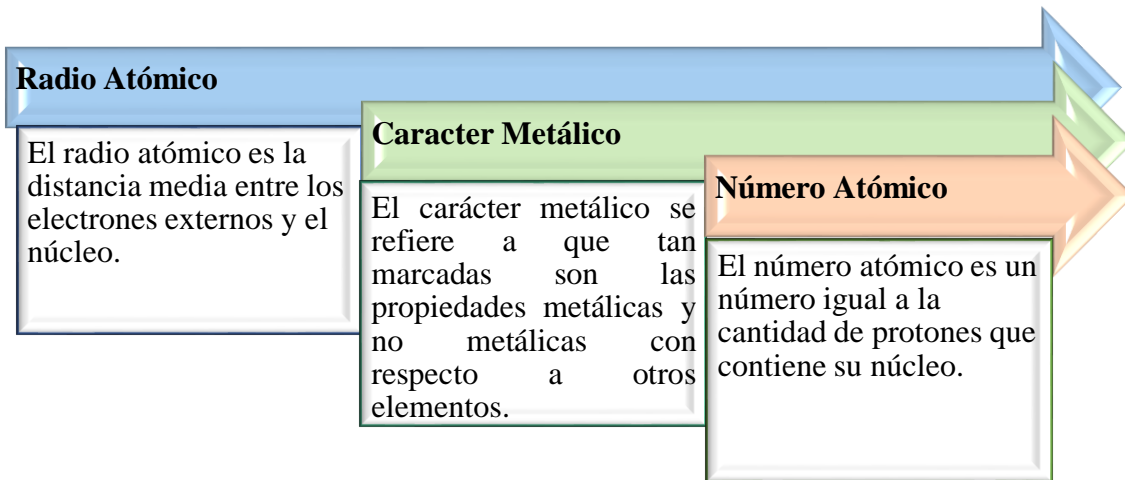 Radio Atómico
El radio atómico es la
distancia media entre los
electrones externos y el
núcleo.
Caracter Metálico
El carácter metálico se
refiere a que tan
marcadas son las
propiedades metálicas y
no metálicas con
respecto a otros
elementos.
Número Atómico
El número atómico es un
número igual a la
cantidad de protones que
contiene su núcleo.